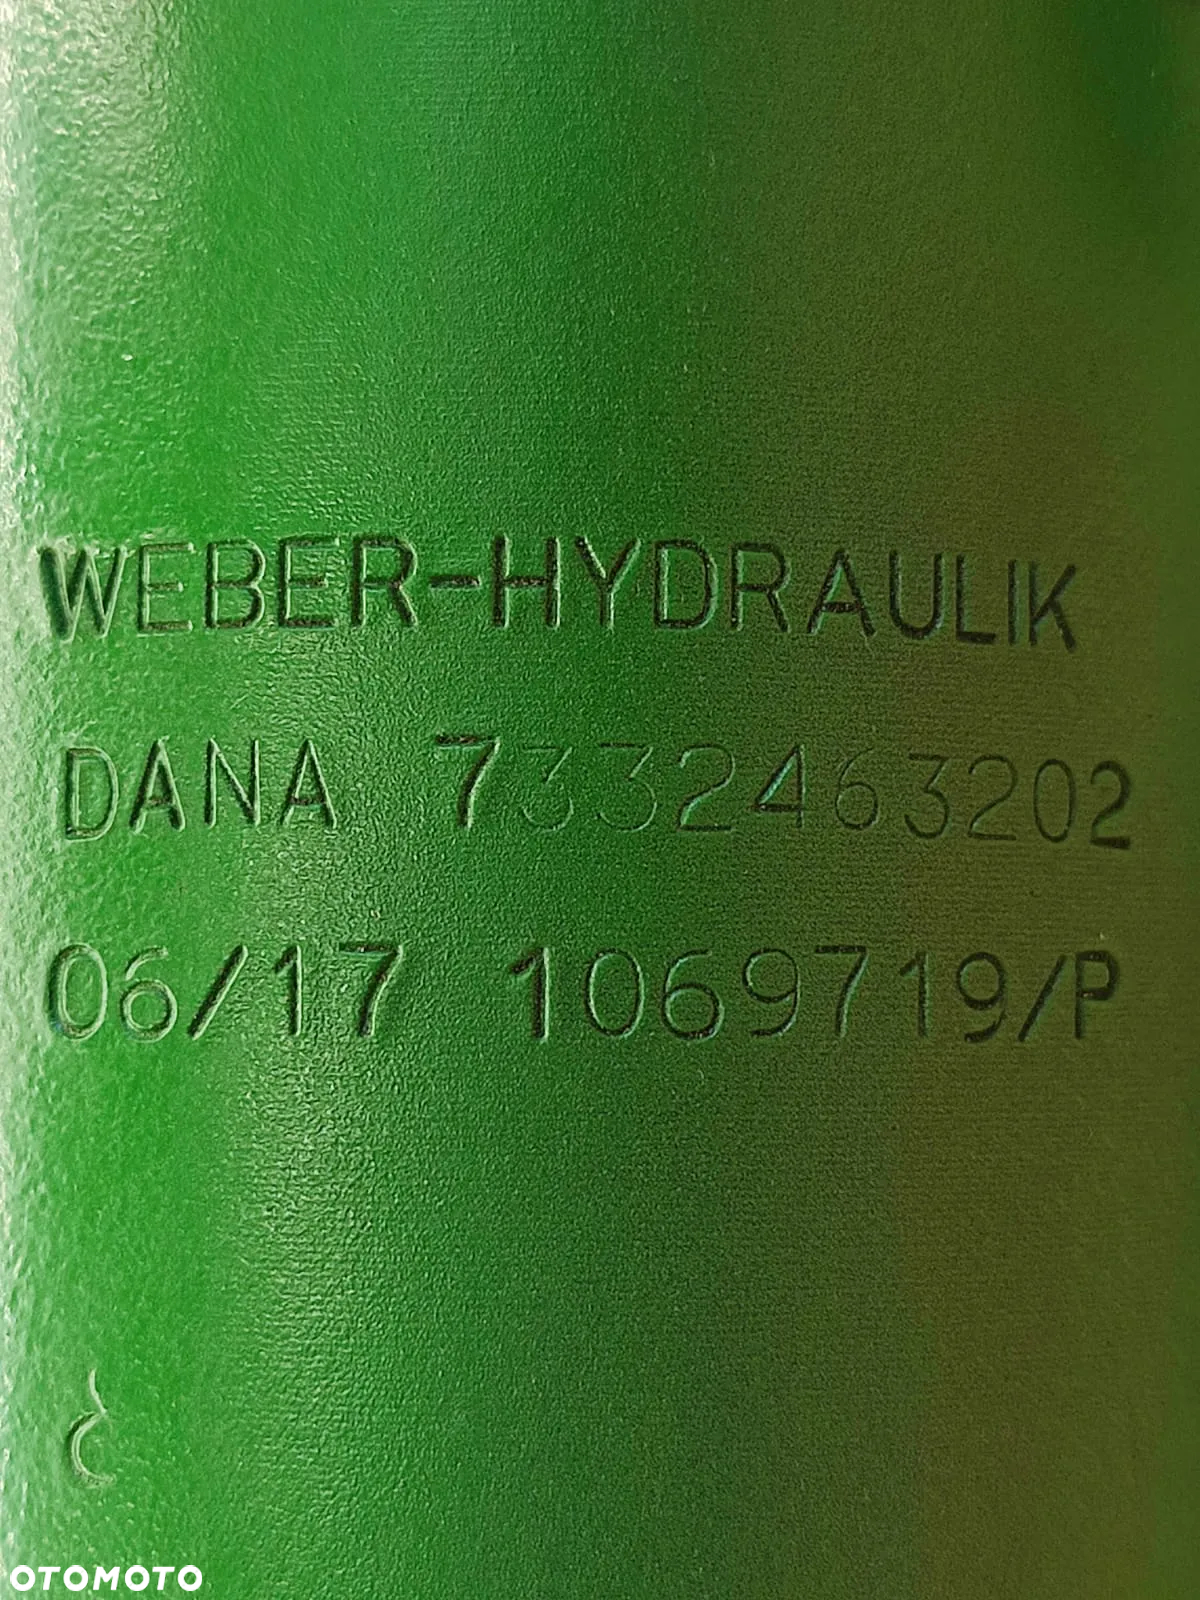 WEBER-HYDRAULIK
DANA 7332463202
06/17 1069719/P
OTOMOTO